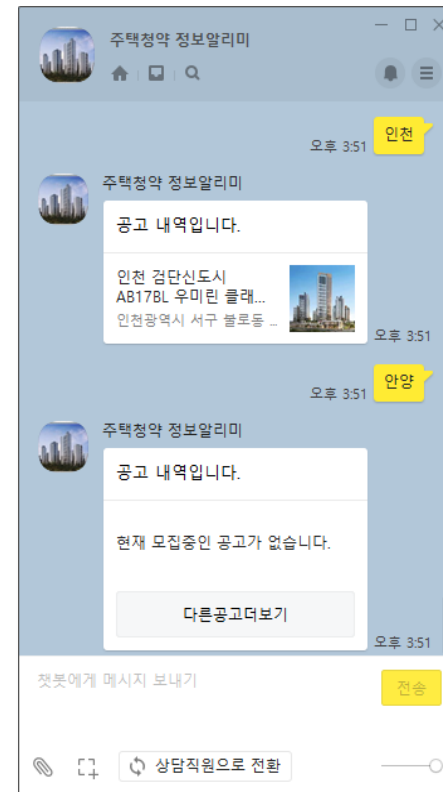 주택청약 정보알리미
인천
오후 3:51
주택청약 정보알리미
공고 내역입니다.
인천 검단신도시
AB17BL 우미린 클래...
인천광역시 서구 불로동 ...
오후 3:51
안양
오후 3:51
주택청약 정보알리미
공고 내역입니다.
현재 모집중인 공고가 없습니다.
다른공고더보기
오후 3:51
챗봇에게 메시지 보내기
전송
상담직원으로 전환